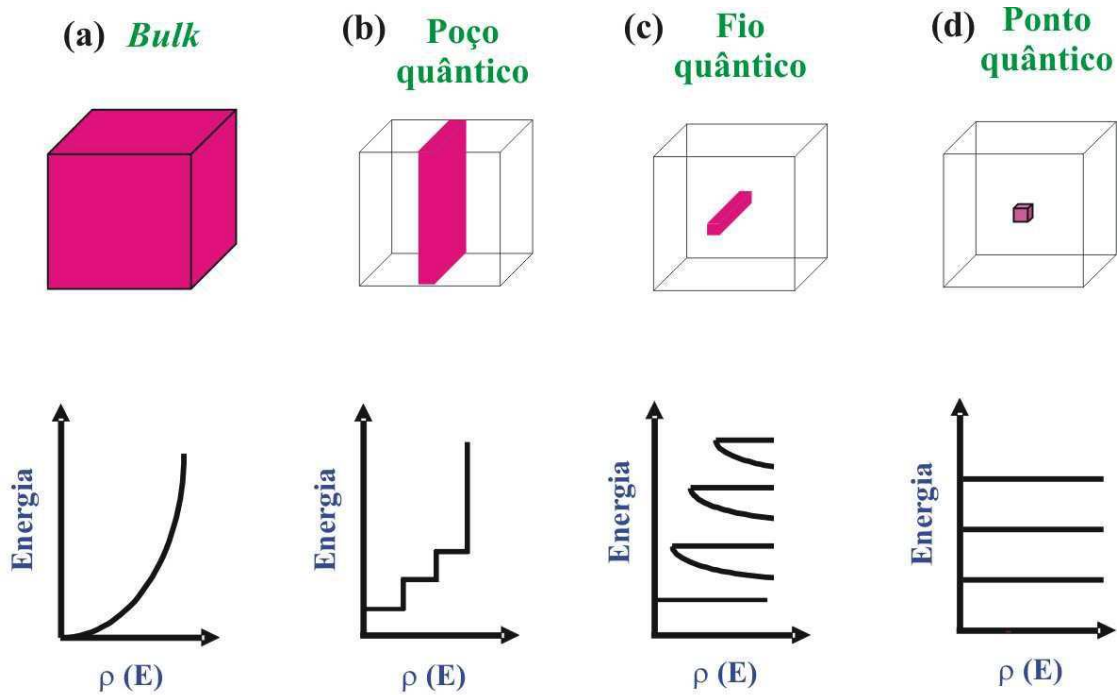 (a) Bulk
(b) Poço
quântico
(c) Fio
quântico
(d) Ponto
quântico
Energia
ρ (E)
Energia
ρ (E)
Energia
ρ (E)
Energia
ρ (E)